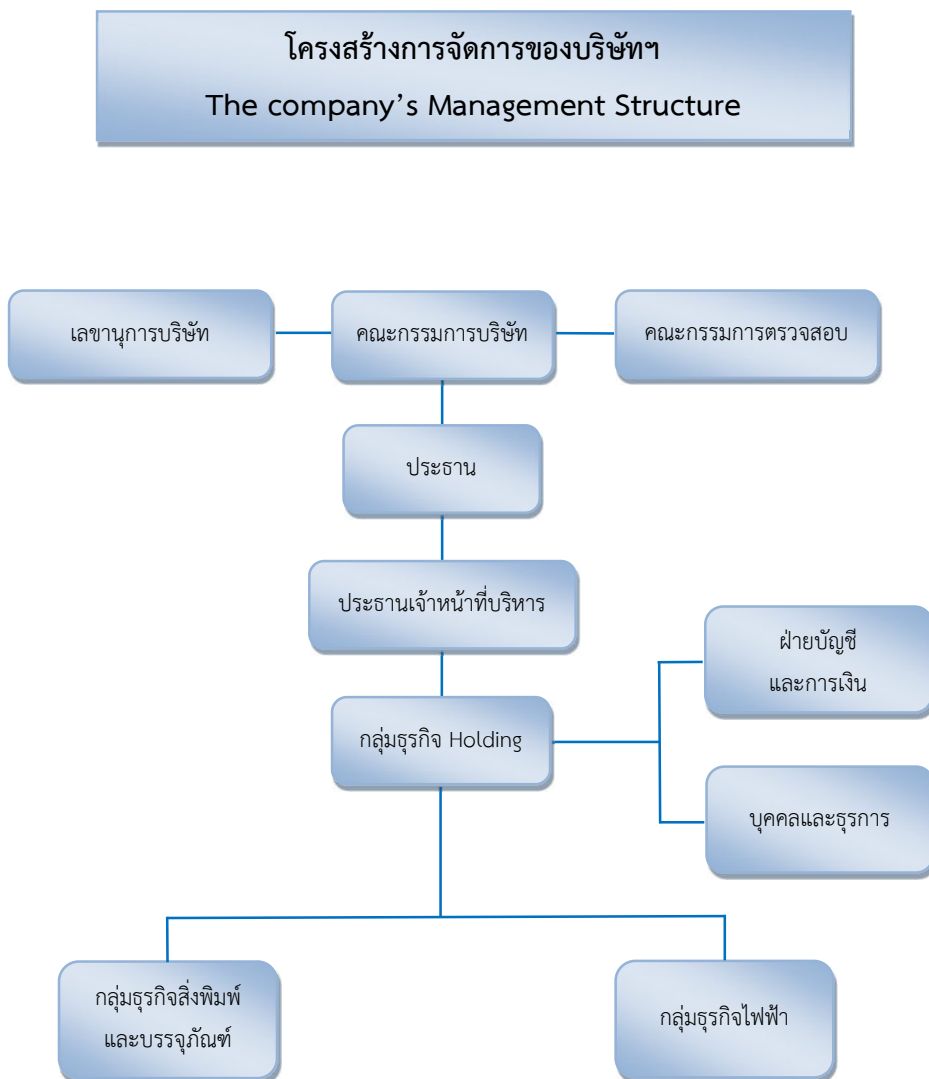 โครงสร้างการจัดการของบริษัทฯ
The company's Management Structure
เลขานุการบริษัท
คณะกรรมการบริษัท
คณะกรรมการตรวจสอบ
ประธาน
ประธานเจ้าหน้าที่บริหาร
ฝ่ายบัญชี
และการเงิน
กลุ่มธุรกิจ Holding
บุคคลและธุรการ
กลุ่มธุรกิจสิ่งพิมพ์
และบรรจุภัณฑ์
กลุ่มธุรกิจไฟฟ้า